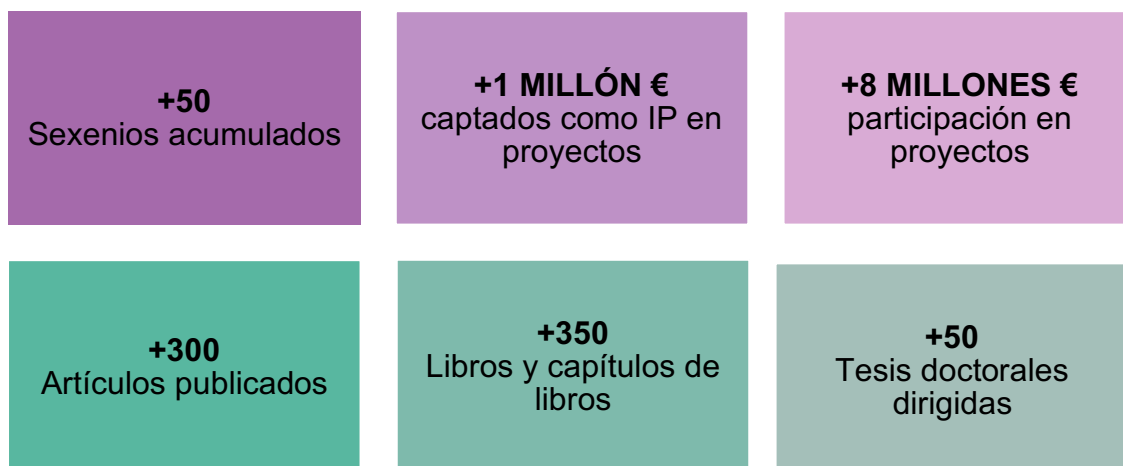 +50
Sexenios acumulados
+1 MILLÓN €
captados como IP en
proyectos
+8 MILLONES €
participación en
proyectos
+300
Artículos publicados
+350
Libros y capítulos de
libros
+50
Tesis doctorales
dirigidas